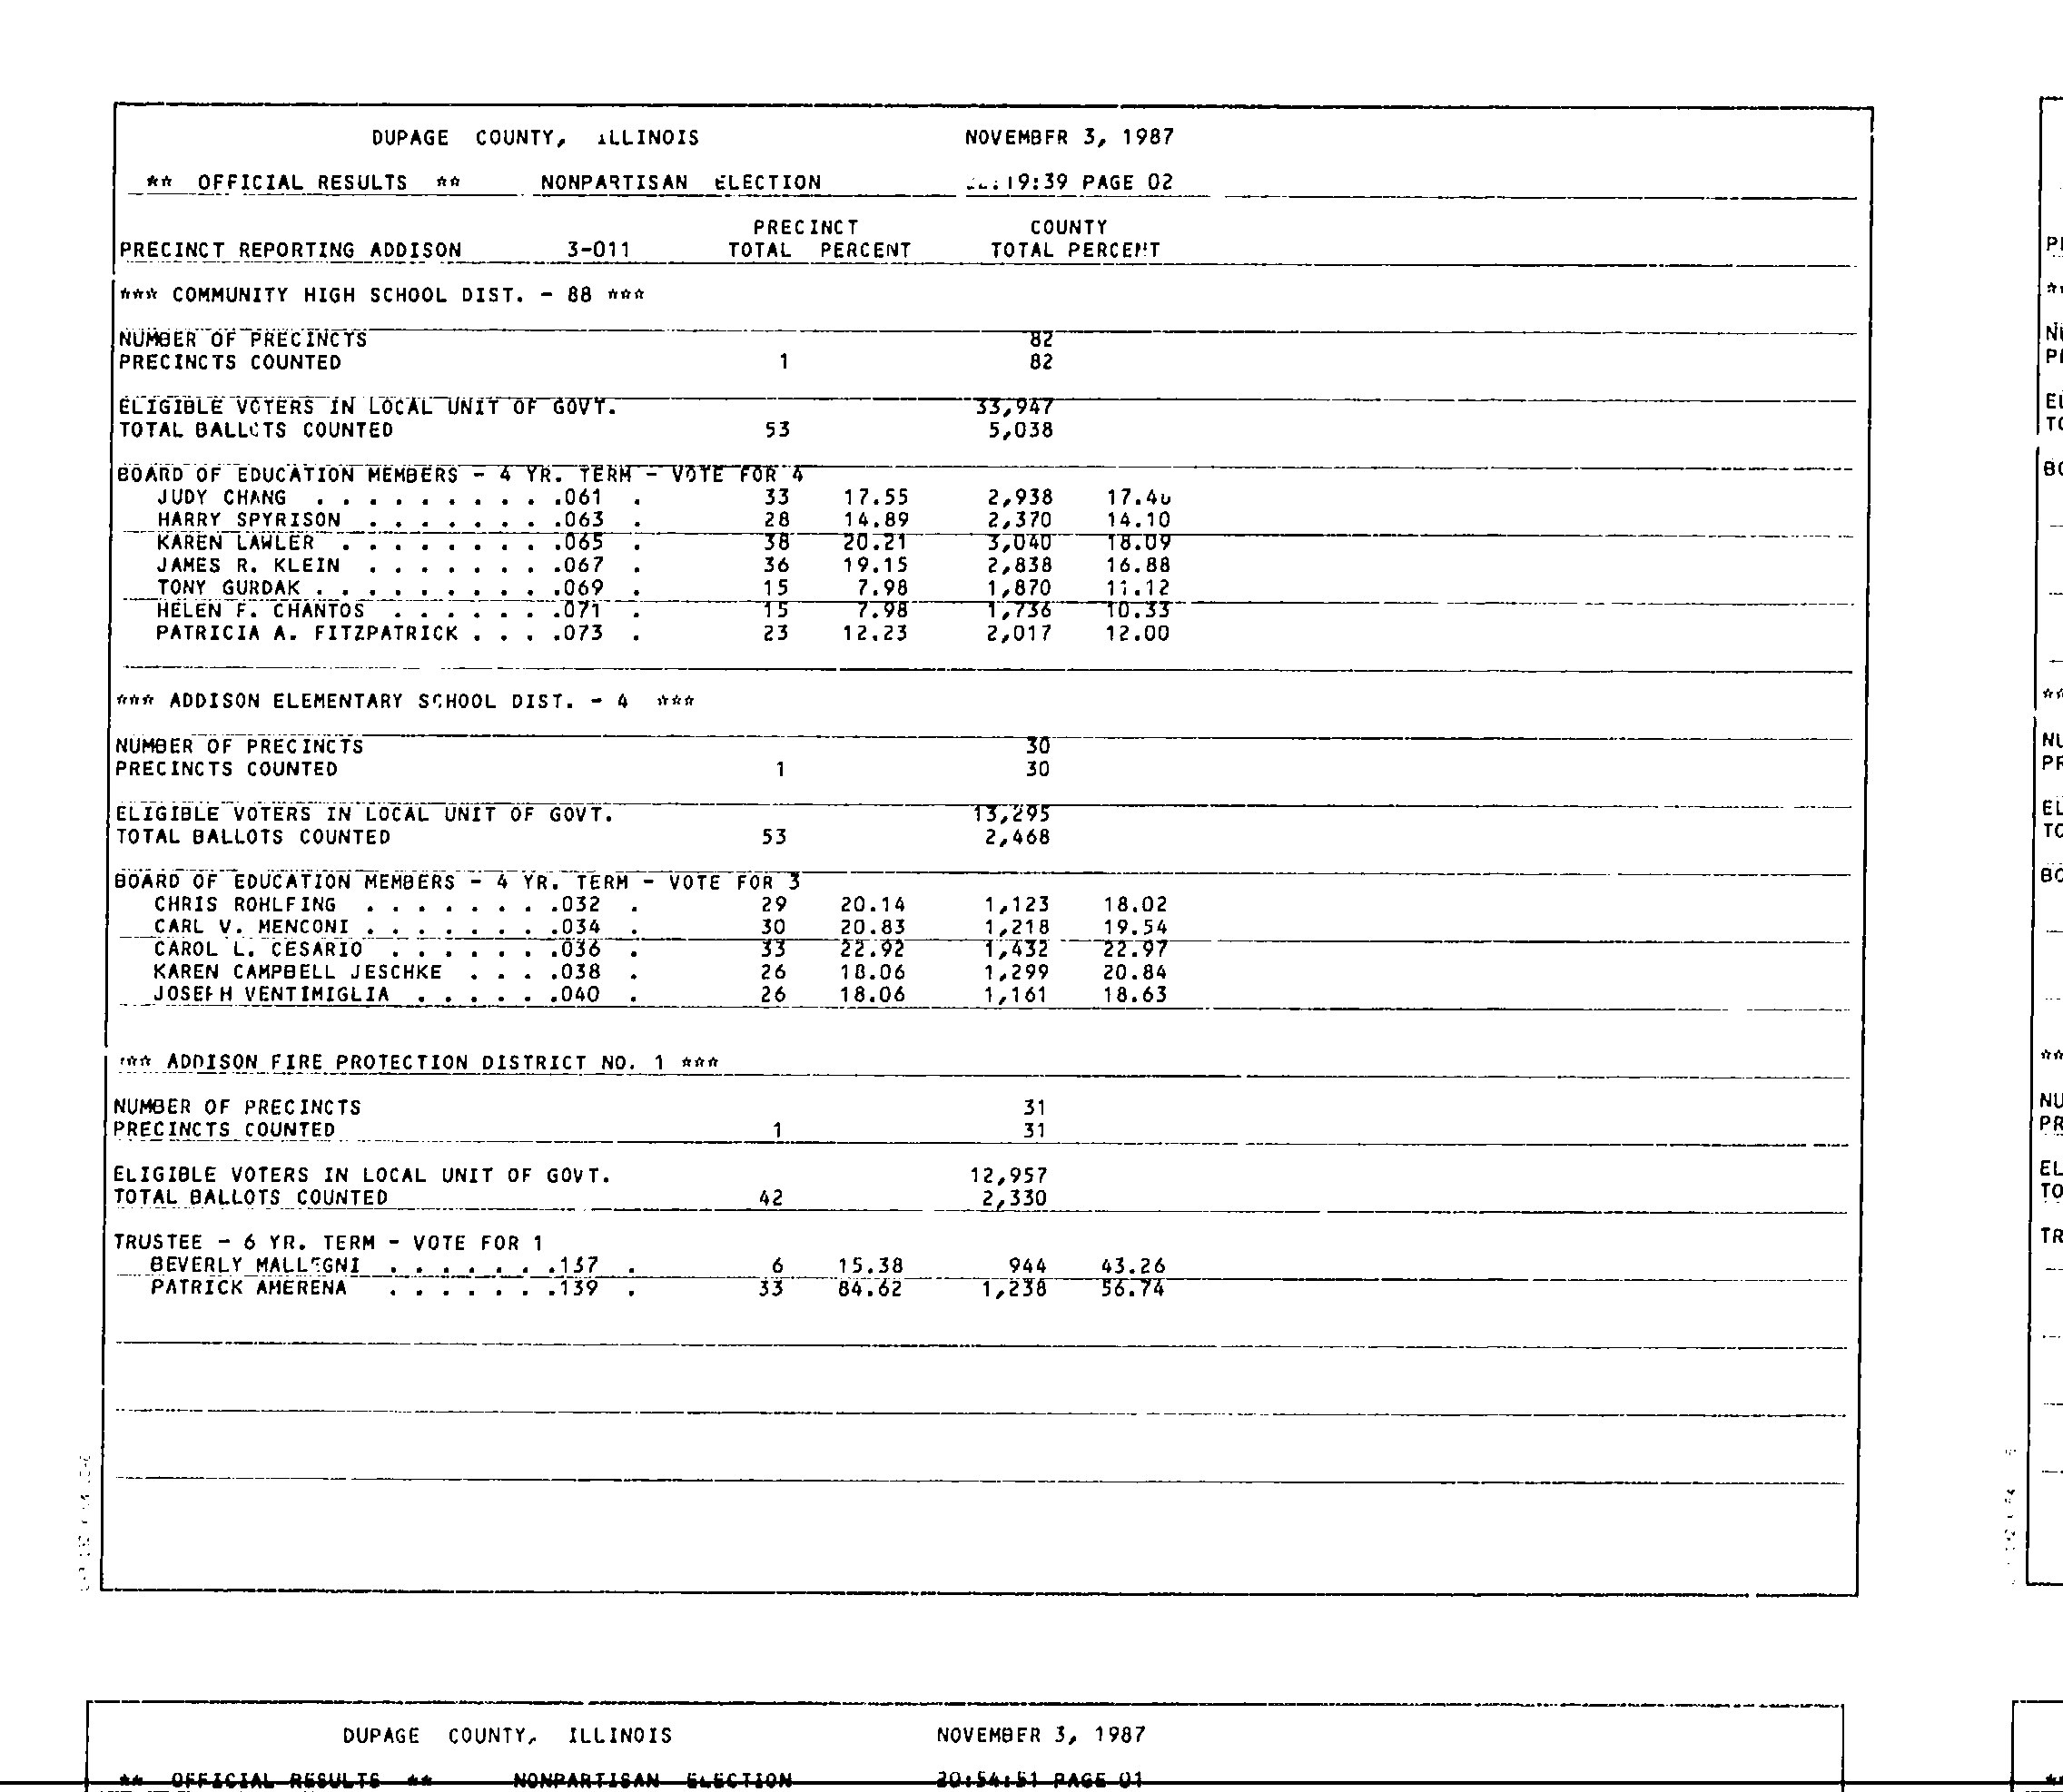 DUPAGE COUNTY, ILLINOIS NOVEMBER 3, 1987
** OFFICIAL RESULTS ** NONPARTISAN ELECTION :19:39 PAGE 02
PRECINCT COUNTY
PRECINCT REPORTING ADDISON 3-011 TOTAL PERCENT TOTAL PERCENT
*** COMMUNITY HIGH SCHOOL DIST. - 88 ***
NUMBER OF PRECINCTS 82
PRECINCTS COUNTED 1 82
ELIGIBLE VOTERS IN LOCAL UNIT OF GOVT. 33,947
TOTAL BALLOTS COUNTED 53 5,038
BOARD OF EDUCATION MEMBERS - 4 YR. TERM - VOTE FOR 4
JUDY CHANG . . . . . . . . . .061 . 33 17.55 2,938
HARRY SPYRISON . . . . . . . .063 . 28 14.89 2,370 14.10
KAREN LAWLER . . . . . . . . .065 . 38 20.21 3,040 18.09
JAMES R. KLEIN . . . . . . . .067 . 36 19.15 2,838 16.88
TONY GURDAK . . . . . . . . . .069 . 15 7.98 1,870 11.12
HELEN F. CHANTOS . . . . . . .071 . 15 7.98 1,736 10.33
PATRICIA A. FITZPATRICK . . . .073 . 23 12.23 2,017 12.00
*** ADDISON ELEMENTARY SCHOOL DIST. - 4 ***
NUMBER OF PRECINCTS 30
PRECINCTS COUNTED 1 30
ELIGIBLE VOTERS IN LOCAL UNIT OF GOVT. 13,295
TOTAL BALLOTS COUNTED 53 2,468
BOARD OF EDUCATION MEMBERS - 4 YR. TERM - VOTE FOR 3
CHRIS ROHLFING . . . . . . . .032 . 29 20.14 1,123 18.02
CARL V. MENCONI . . . . . . . .034 . 30 20.83 1,218 19.54
CAROL L. CESARIO . . . . . . .036 . 33 22.92 1,432 22.97
KAREN CAMPBELL JESCHKE . . . .038 . 26 18.06 1,299 20.84
JOSEPH VENTIMIGLIA . . . . . .040 . 26 18.06 1,161 18.63
*** ADDISON FIRE PROTECTION DISTRICT NO. 1 ***
NUMBER OF PRECINCTS 31
PRECINCTS COUNTED 1 31
ELIGIBLE VOTERS IN LOCAL UNIT OF GOVT. 12,957
TOTAL BALLOTS COUNTED 42 2,330
TRUSTEE - 6 YR. TERM - VOTE FOR 1
BEVERLY MALLEGNI . . . . . . .137 . 6 15.38 944 43.26
PATRICK AMERENA . . . . . . .139 . 33 84.62 1,238 56.74
DUPAGE COUNTY, ILLINOIS NOVEMBER 3, 1987
** OFFICIAL RESULTS ** NONPARTISAN ELECTION 20:54:51 PAGE 01